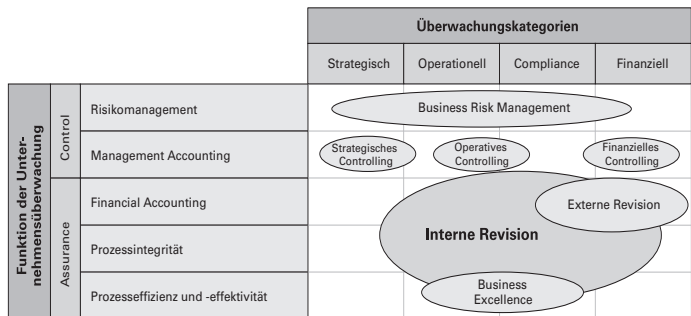 Überwachungskategorien
Strategisch
Operationell
Compliance
Finanziell
Funktion der Unter-
nehmensüberwachung
Control
Risikomanagement
Business Risk Management
Management Accounting
Strategisches
Controlling
Operatives
Controlling
Finanzielles
Controlling
Assurance
Financial Accounting
Externe Revision
Prozessintegrität
Interne Revision
Prozesseffizienz und -effektivität
Business
Excellence